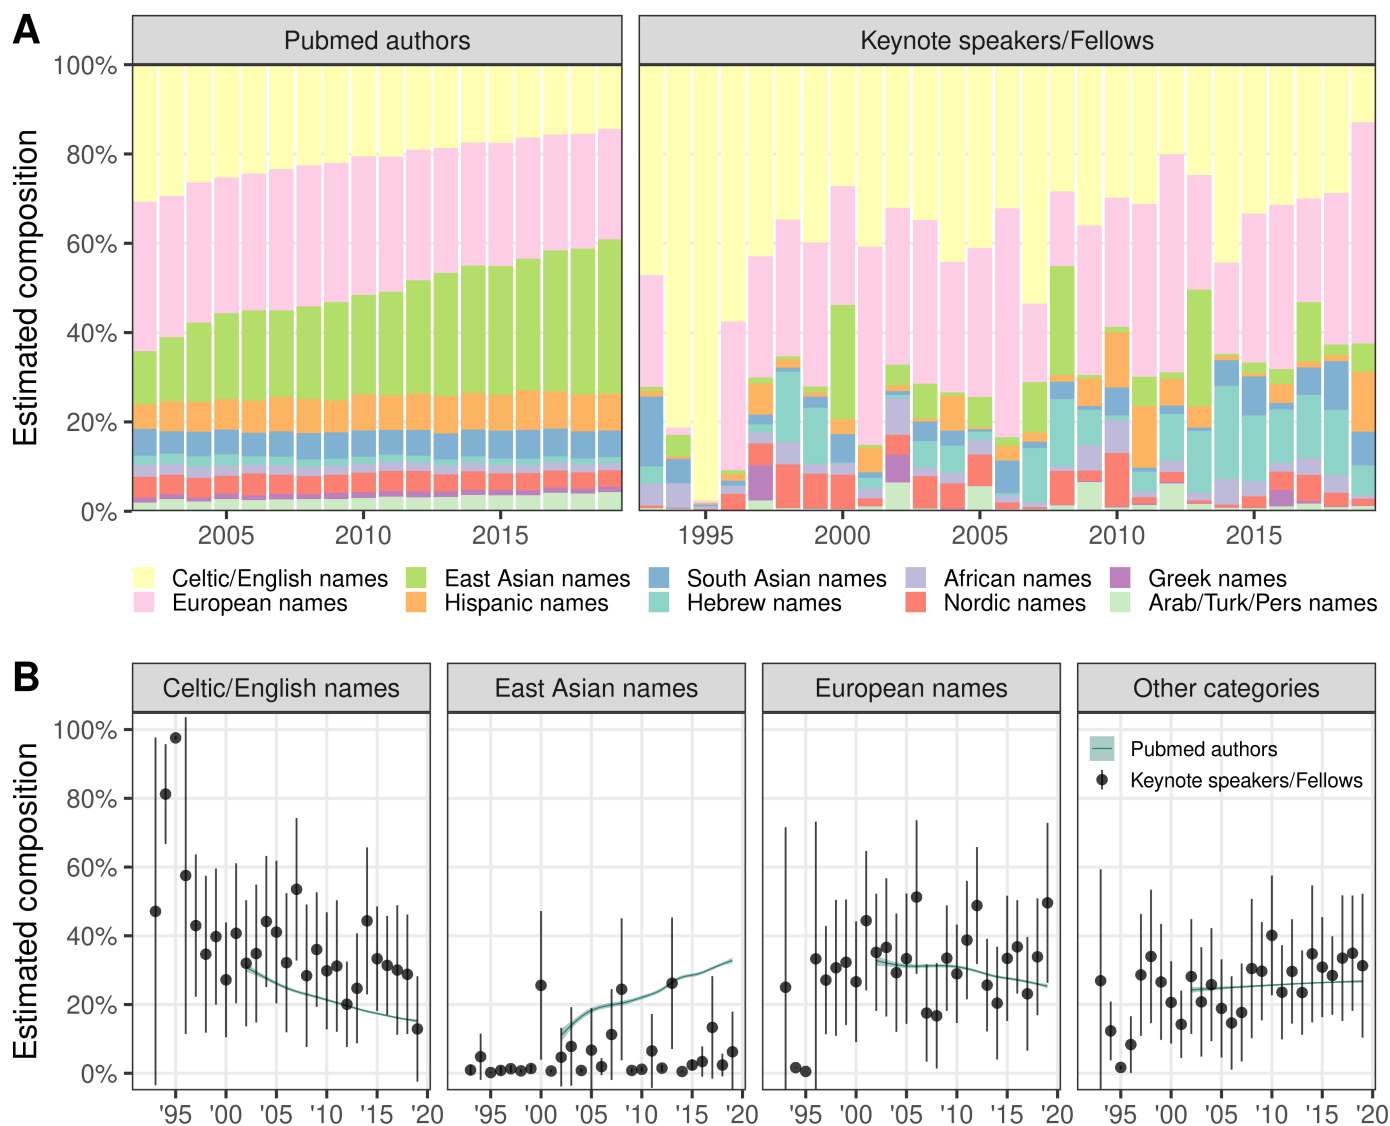 A
Pubmed authors
Keynote speakers/Fellows
Estimated composition
100%
80%
60%
40%
20%
0%
2005
2010
2015
1995
2000
2005
2010
2015
Celtic/English names
East Asian names
South Asian names
African names
Greek names
European names
Hispanic names
Hebrew names
Nordic names
Arab/Turk/Pers names
B
Celtic/English names
East Asian names
European names
Other categories
Estimated composition
100%
80%
60%
40%
20%
0%
Pubmed authors
Keynote speakers/Fellows
'95 '00 '05 '10 '15 '20
'95 '00 '05 '10 '15 '20
'95 '00 '05 '10 '15 '20
'95 '00 '05 '10 '15 '20